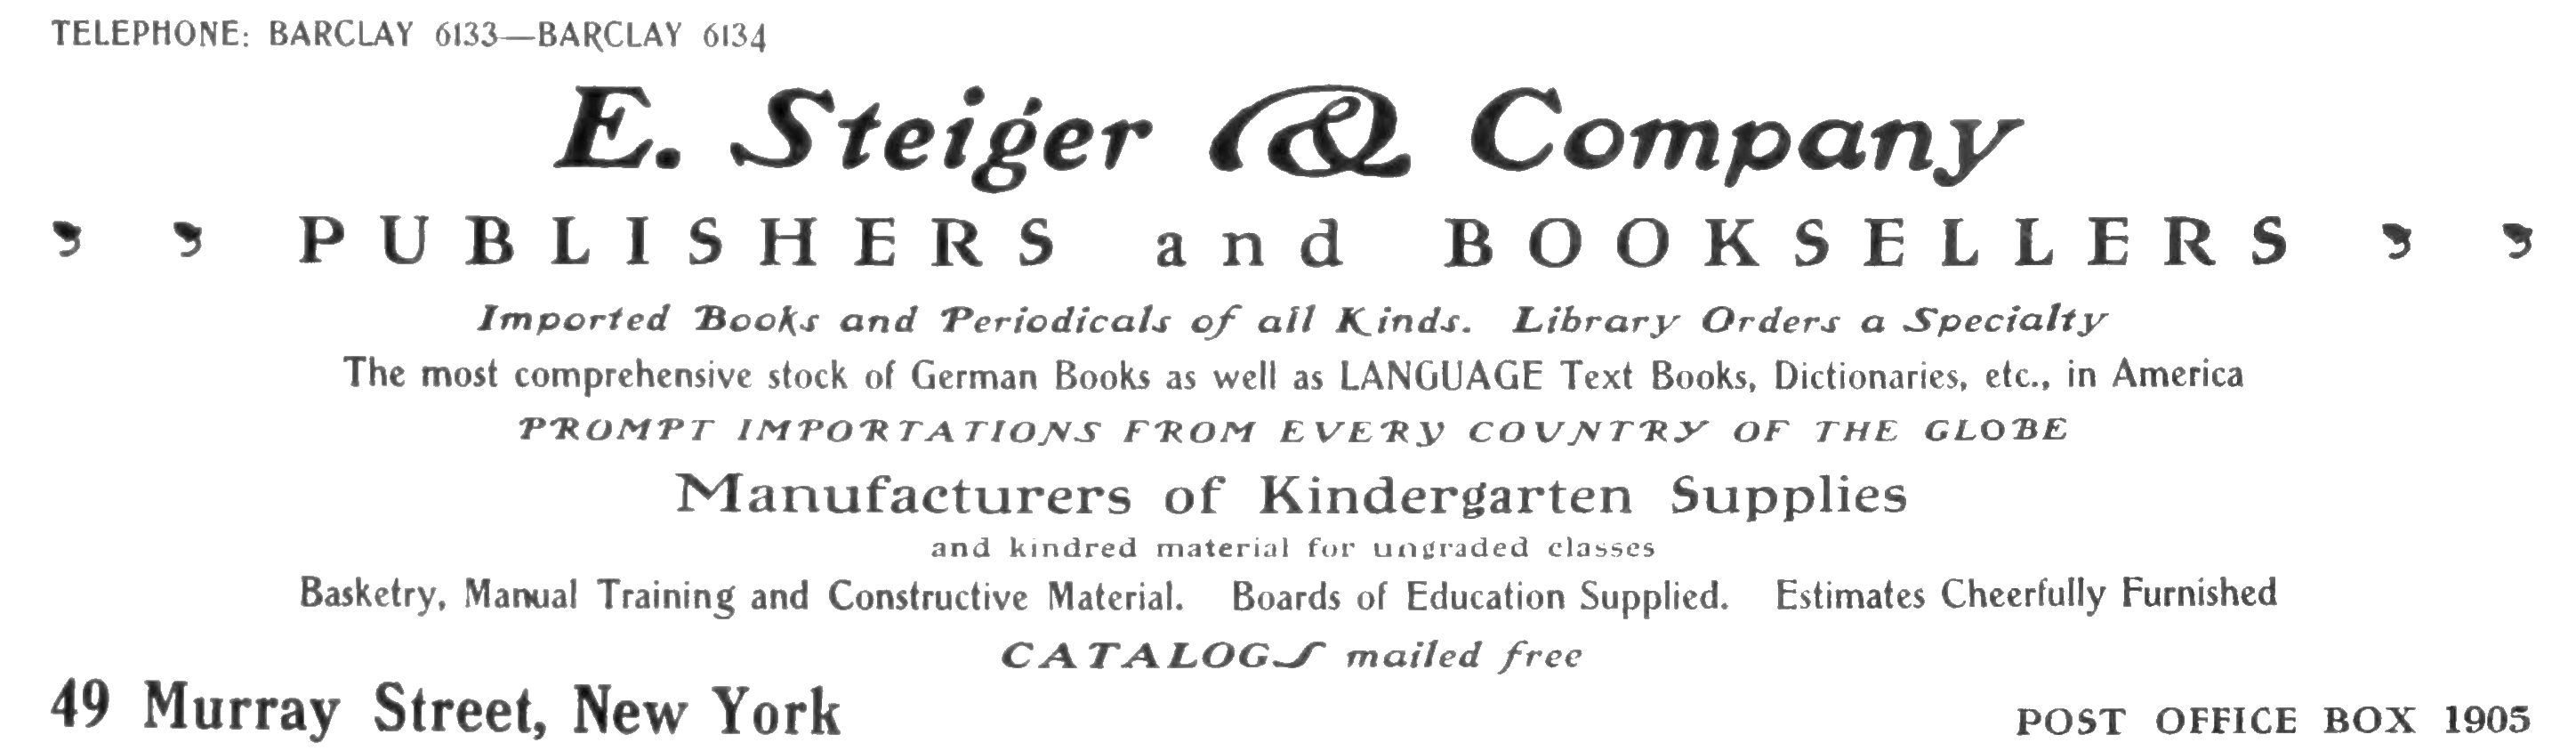 TELEPHONE: BARCLAY 6133—BARCLAY 6134
E. Steiger & Company
PUBLISHERS and BOOKSELLERS
Imported Books and Periodicals of all Kinds. Library Orders a Specialty
The most comprehensive stock of German Books as well as LANGUAGE Text Books, Dictionaries, etc., in America
PROMPT IMPORTATIONS FROM EVERY COUNTRY OF THE GLOBE
Manufacturers of Kindergarten Supplies
and kindred material for ungraded classes
Basketry, Manual Training and Constructive Material. Boards of Education Supplied. Estimates Cheerfully Furnished
CATALOGS mailed free
49 Murray Street, New York
POST OFFICE BOX 1905